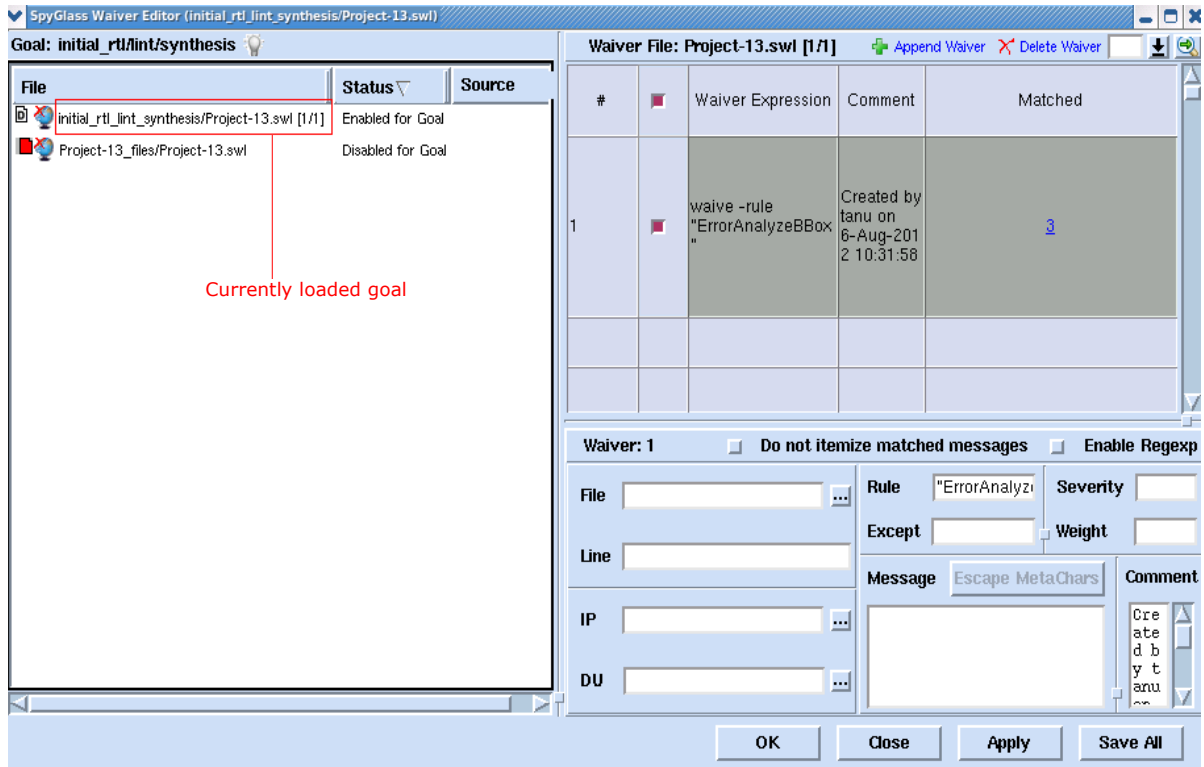 SpyGlass Waiver Editor (initial_rtl_lint_synthesis/Project-13.swl)
Goal: initial_rtl/lint/synthesis
File Status Source
D initial_rtl_lint_synthesis/Project-13.swl [1/1] Enabled for Goal
Project-13_files/Project-13.swl Disabled for Goal
Currently loaded goal
Waiver File: Project-13.swl [1/1] Append Waiver Delete Waiver
# Waiver Expression Comment Matched
1
waive -rule
"ErrorAnalyzeBBox
"
Created by
tanu on
6-Aug-201
2 10:31:58
3
Waiver: 1 Do not itemize matched messages Enable Regexp
File ...
Line
IP ...
DU ...
Rule "ErrorAnalyz Severity
Except Weight
Message Escape MetaChars Comment
Cre
ate
d b
y t
anu
on
OK Close Apply Save All